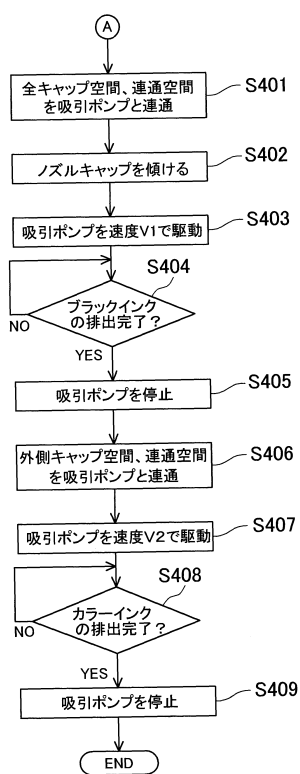 A
全キャップ空間、連通空間
を吸引ポンプと連通
S401
ノズルキャップを傾ける
S402
吸引ポンプを速度V1で駆動
S403
S404
ブラックインク
の排出完了?
NO
YES
吸引ポンプを停止
S405
外側キャップ空間、連通空間
を吸引ポンプと連通
S406
吸引ポンプを速度V2で駆動
S407
S408
カラーインク
の排出完了?
NO
YES
吸引ポンプを停止
S409
END